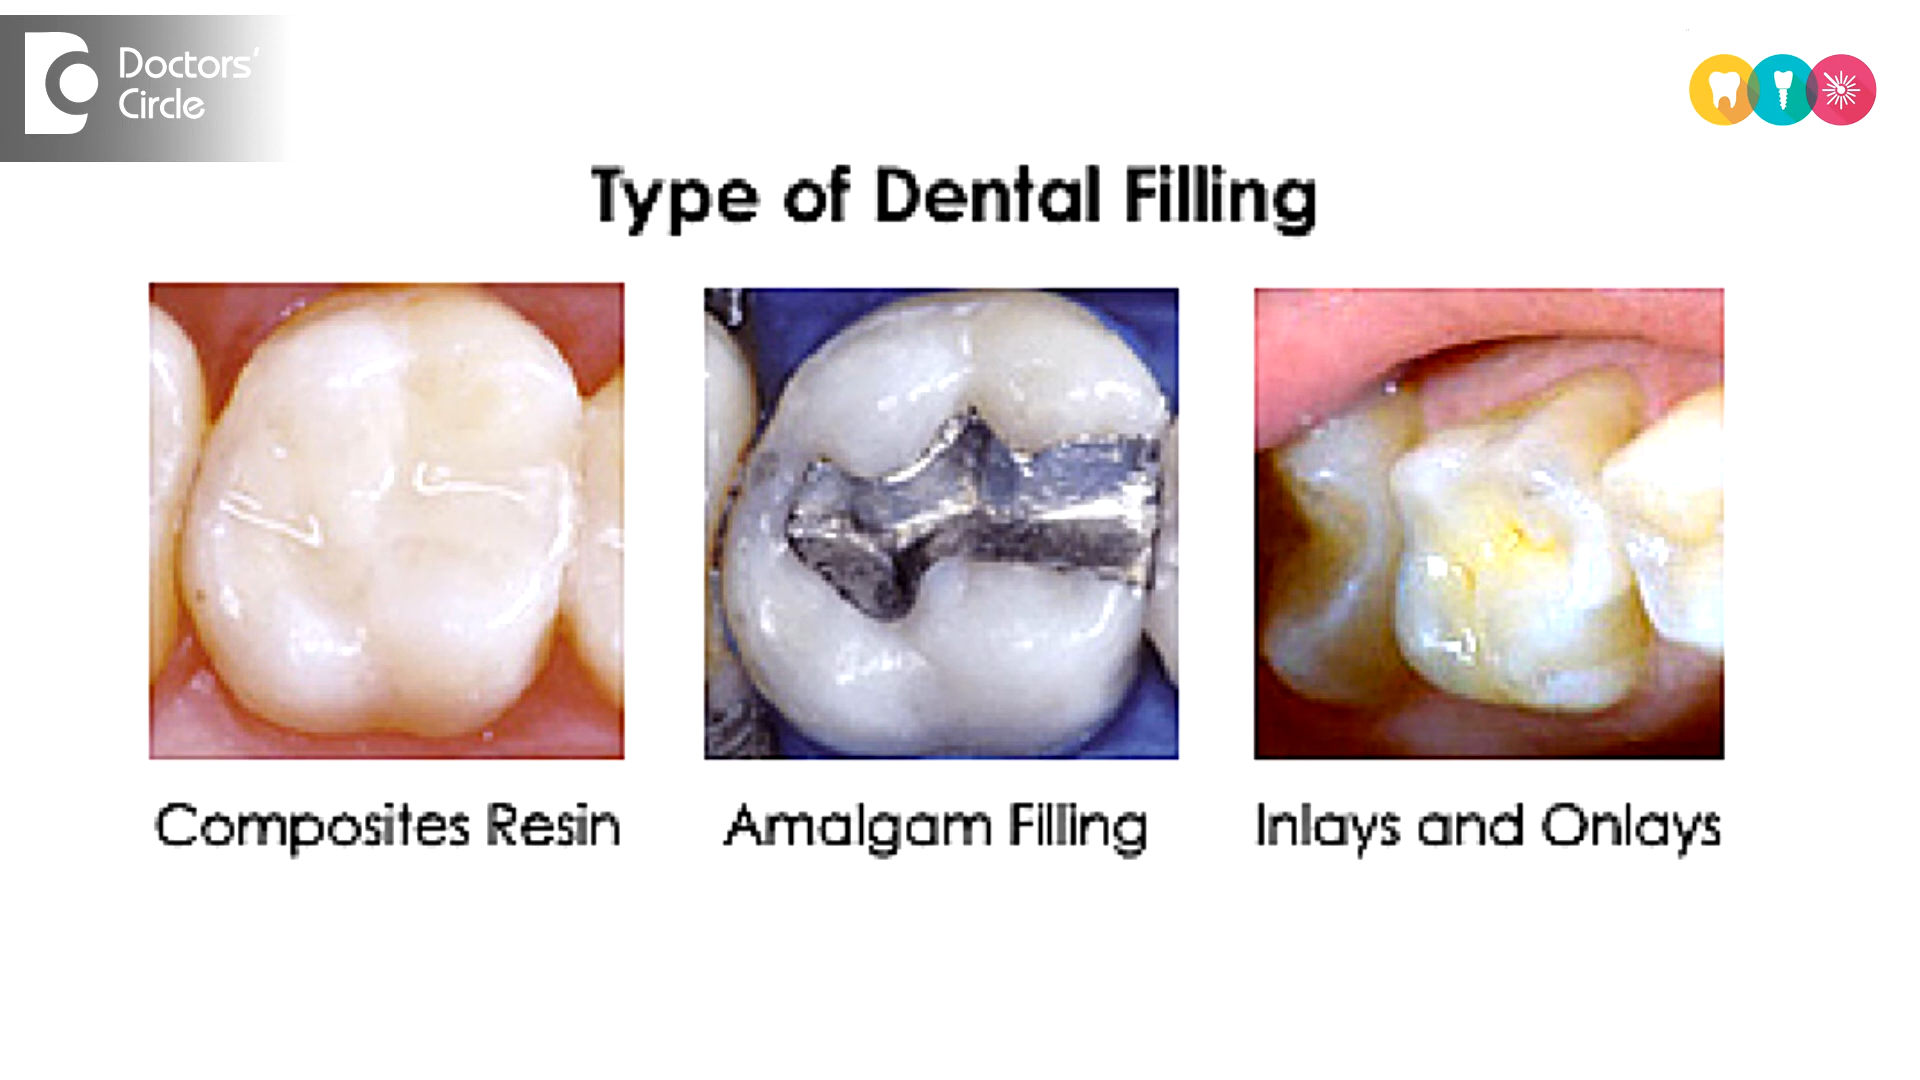 Doctors'
Circle
Type of Dental Filling
Composites Resin
Amalgam Filling
Inlays and Onlays